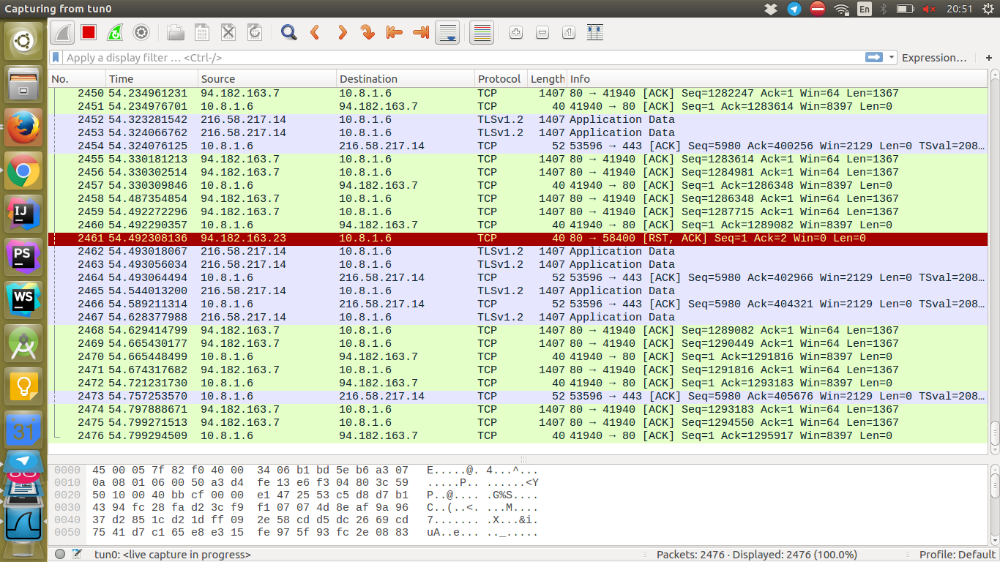 Capturing from tun0 En 20:51
Apply a display filter … <Ctrl-/> Expression… +
No. Time Source Destination Protocol Length Info
2450 54.234961231 94.182.163.7 10.8.1.6 TCP 1407 80 → 41940 [ACK] Seq=1282247 Ack=1 Win=64 Len=1367
2451 54.234976701 10.8.1.6 94.182.163.7 TCP 40 41940 → 80 [ACK] Seq=1 Ack=1283614 Win=8397 Len=0
2452 54.323281542 216.58.217.14 10.8.1.6 TLSv1.2 1407 Application Data
2453 54.324066762 216.58.217.14 10.8.1.6 TLSv1.2 1407 Application Data
2454 54.324076125 10.8.1.6 216.58.217.14 TCP 52 53596 → 443 [ACK] Seq=5980 Ack=400256 Win=2129 Len=0 TSval=208…
2455 54.330181213 94.182.163.7 10.8.1.6 TCP 1407 80 → 41940 [ACK] Seq=1283614 Ack=1 Win=64 Len=1367
2456 54.330302514 94.182.163.7 10.8.1.6 TCP 1407 80 → 41940 [ACK] Seq=1284981 Ack=1 Win=64 Len=1367
2457 54.330309846 10.8.1.6 94.182.163.7 TCP 40 41940 → 80 [ACK] Seq=1 Ack=1286348 Win=8397 Len=0
2458 54.487354854 94.182.163.7 10.8.1.6 TCP 1407 80 → 41940 [ACK] Seq=1286348 Ack=1 Win=64 Len=1367
2459 54.492272296 94.182.163.7 10.8.1.6 TCP 1407 80 → 41940 [ACK] Seq=1287715 Ack=1 Win=64 Len=1367
2460 54.492290357 10.8.1.6 94.182.163.7 TCP 40 41940 → 80 [ACK] Seq=1 Ack=1289082 Win=8397 Len=0
2461 54.492308136 94.182.163.23 10.8.1.6 TCP 40 80 → 58400 [RST, ACK] Seq=1 Ack=2 Win=0 Len=0
2462 54.493018067 216.58.217.14 10.8.1.6 TLSv1.2 1407 Application Data
2463 54.493056034 216.58.217.14 10.8.1.6 TLSv1.2 1407 Application Data
2464 54.493064494 10.8.1.6 216.58.217.14 TCP 52 53596 → 443 [ACK] Seq=5980 Ack=402966 Win=2129 Len=0 TSval=208…
2465 54.544013200 216.58.217.14 10.8.1.6 TLSv1.2 1407 Application Data
2466 54.589211314 10.8.1.6 216.58.217.14 TCP 52 53596 → 443 [ACK] Seq=5980 Ack=404321 Win=2129 Len=0 TSval=208…
2467 54.628377988 216.58.217.14 10.8.1.6 TLSv1.2 1407 Application Data
2468 54.629414799 94.182.163.7 10.8.1.6 TCP 1407 80 → 41940 [ACK] Seq=1289082 Ack=1 Win=64 Len=1367
2469 54.665430177 94.182.163.7 10.8.1.6 TCP 1407 80 → 41940 [ACK] Seq=1290449 Ack=1 Win=64 Len=1367
2470 54.665448499 10.8.1.6 94.182.163.7 TCP 40 41940 → 80 [ACK] Seq=1 Ack=1291816 Win=8397 Len=0
2471 54.674317682 94.182.163.7 10.8.1.6 TCP 1407 80 → 41940 [ACK] Seq=1291816 Ack=1 Win=64 Len=1367
2472 54.721231730 10.8.1.6 94.182.163.7 TCP 40 41940 → 80 [ACK] Seq=1 Ack=1293183 Win=8397 Len=0
2473 54.757253570 10.8.1.6 216.58.217.14 TCP 52 53596 → 443 [ACK] Seq=5980 Ack=405676 Win=2129 Len=0 TSval=208…
2474 54.797888671 94.182.163.7 10.8.1.6 TCP 1407 80 → 41940 [ACK] Seq=1293183 Ack=1 Win=64 Len=1367
2475 54.799271513 94.182.163.7 10.8.1.6 TCP 1407 80 → 41940 [ACK] Seq=1294550 Ack=1 Win=64 Len=1367
2476 54.799294509 10.8.1.6 94.182.163.7 TCP 40 41940 → 80 [ACK] Seq=1 Ack=1295917 Win=8397 Len=0
0000 45 00 05 7f 82 f0 40 00 34 06 b1 bd 5e b6 a3 07 E.....@. 4...^...
0010 0a 08 01 06 00 50 a3 d4 fe 13 e6 f3 04 80 3c 59 .....P.. ......<Y
0020 50 10 00 40 bb cf 00 00 e1 47 25 53 c5 d8 d7 b1 P..@.... .G%S....
0030 43 94 fc 28 fa d2 3c f9 f1 07 07 4d 8e af 9a 96 C..(..<. ...M....
0040 37 d2 85 1c d2 1d ff 09 2e 58 cd d5 dc 26 69 cd 7....... .X...&i.
0050 75 41 d7 c1 65 e8 e3 15 fe 97 5f 93 fc 2e 08 83 uA..e... .._.....
tun0: <live capture in progress> Packets: 2476 · Displayed: 2476 (100.0%) Profile: Default
IJ
PS
WS
31